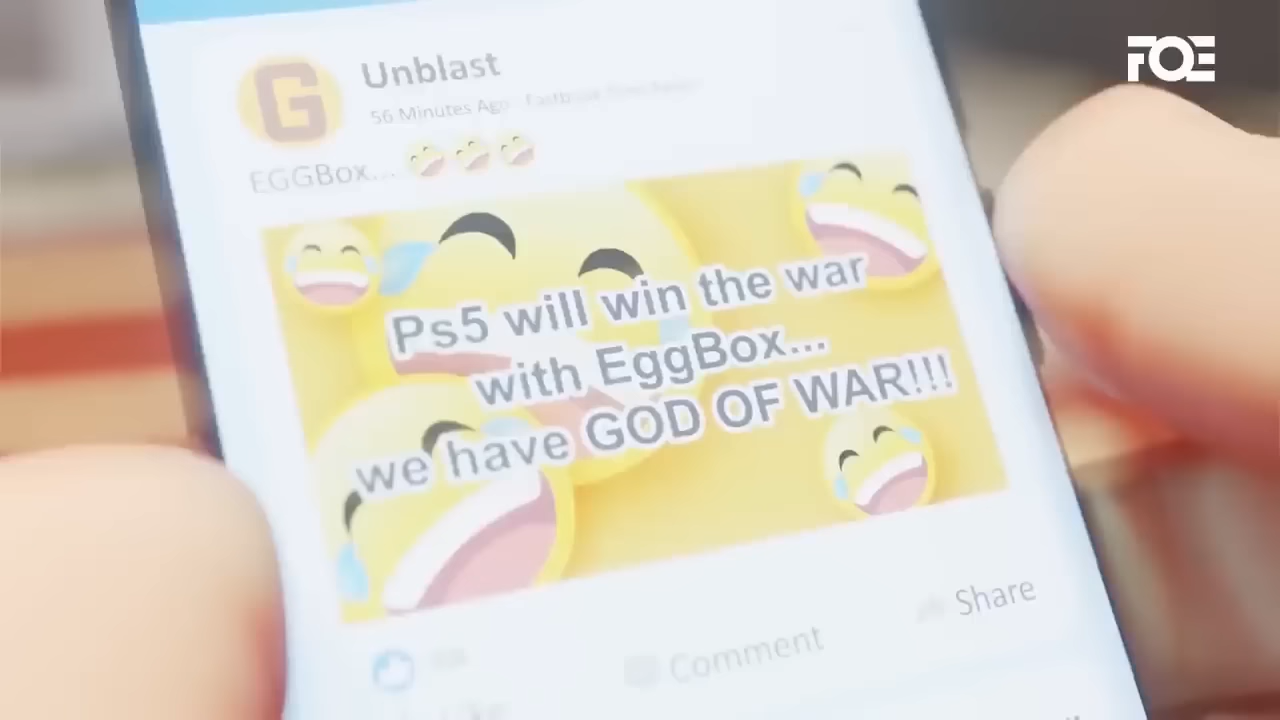 FOE
G
Unblast
56 Minutes Ago
EGGBox...
Ps5 will win the war
with EggBox...
we have GOD OF WAR!!!
Share
Comment